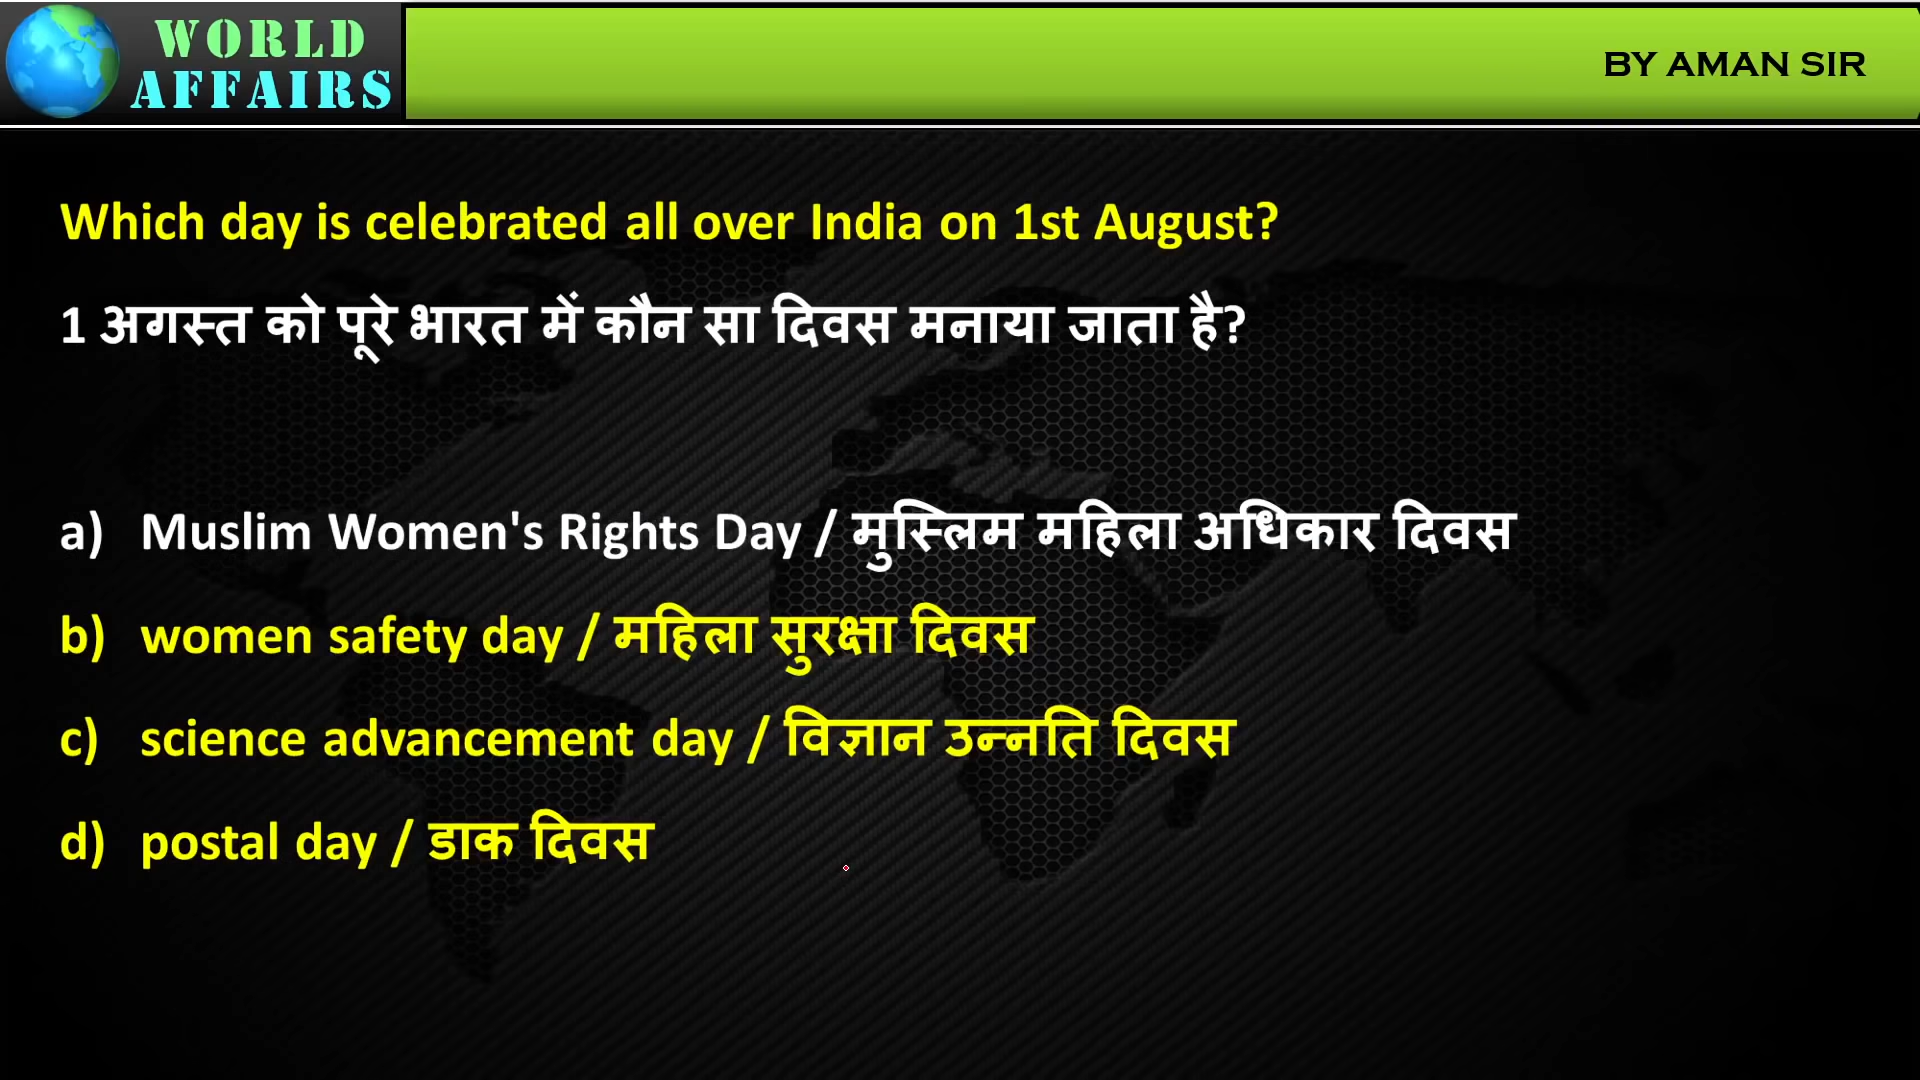 WORLD
AFFAIRS
BY AMAN SIR
Which day is celebrated all over India on 1st August?
1 अगस्त को पूरे भारत में कौन सा दिवस मनाया जाता है?
a) Muslim Women's Rights Day / मुस्लिम महिला अधिकार दिवस
b) women safety day / महिला सुरक्षा दिवस
c) science advancement day / विज्ञान उन्नति दिवस
d) postal day / डाक दिवस